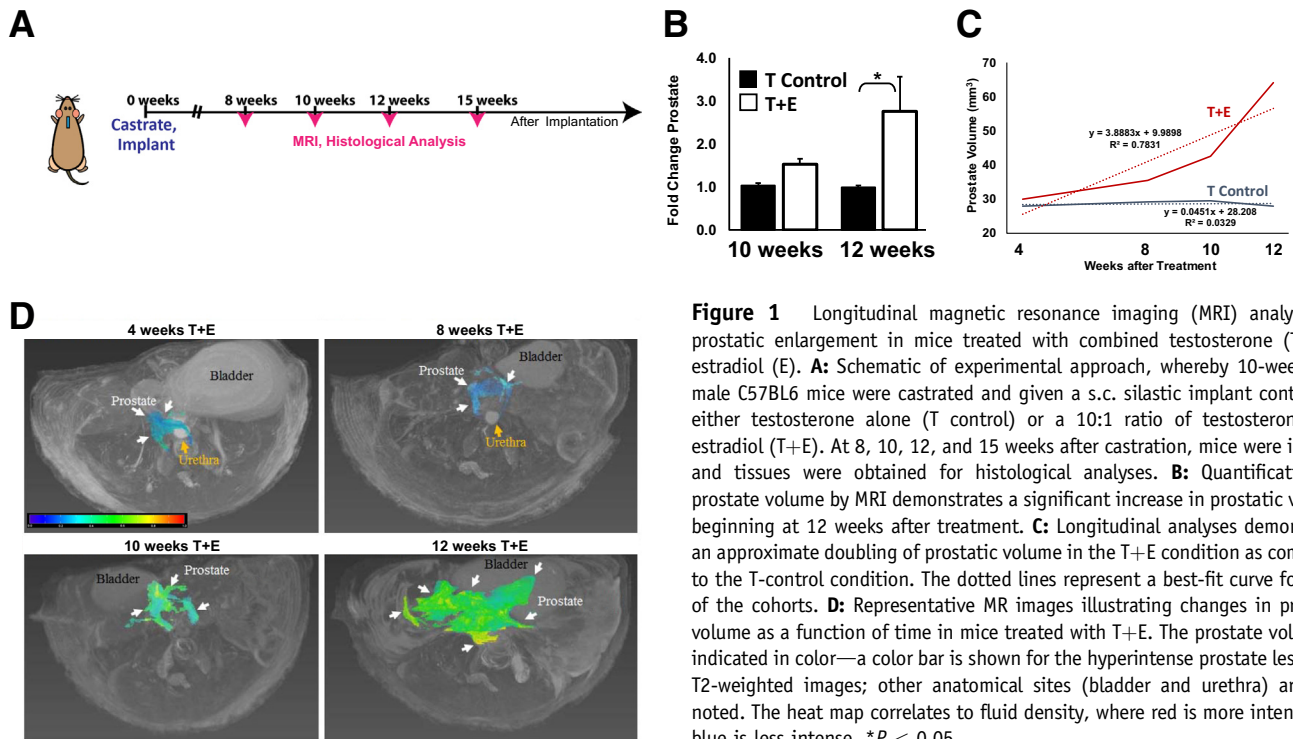 A
0 weeks
8 weeks
10 weeks
12 weeks
15 weeks
Castrate,
Implant
After Implantation
MRI, Histological Analysis
B
Fold Change Prostate
4.0
3.0
2.0
1.0
0.0
T Control
T+E
*
10 weeks
12 weeks
C
Prostate Volume (mm³)
70
60
50
40
30
20
T+E
y = 3.8883x + 9.9898
R² = 0.7831
T Control
y = 0.0451x + 28.208
R² = 0.0329
4
8
10
12
Weeks after Treatment
D
4 weeks T+E
Bladder
Prostate
Urethra
8 weeks T+E
Bladder
Prostate
Urethra
10 weeks T+E
Bladder
Prostate
12 weeks T+E
Bladder
Prostate
Figure 1 Longitudinal magnetic resonance imaging (MRI) analy
prostatic enlargement in mice treated with combined testosterone (T
estradiol (E). A: Schematic of experimental approach, whereby 10-wee
male C57BL6 mice were castrated and given a s.c. silastic implant cont
either testosterone alone (T control) or a 10:1 ratio of testosteron
estradiol (T+E). At 8, 10, 12, and 15 weeks after castration, mice were i
and tissues were obtained for histological analyses. B: Quantificat
prostate volume by MRI demonstrates a significant increase in prostatic v
beginning at 12 weeks after treatment. C: Longitudinal analyses demon
an approximate doubling of prostatic volume in the T+E condition as con
to the T-control condition. The dotted lines represent a best-fit curve fo
of the cohorts. D: Representative MR images illustrating changes in pr
volume as a function of time in mice treated with T+E. The prostate vol
indicated in color—a color bar is shown for the hyperintense prostate les
T2-weighted images; other anatomical sites (bladder and urethra) ar
noted. The heat map correlates to fluid density, where red is more inten
blue is less intense. *P < 0.05